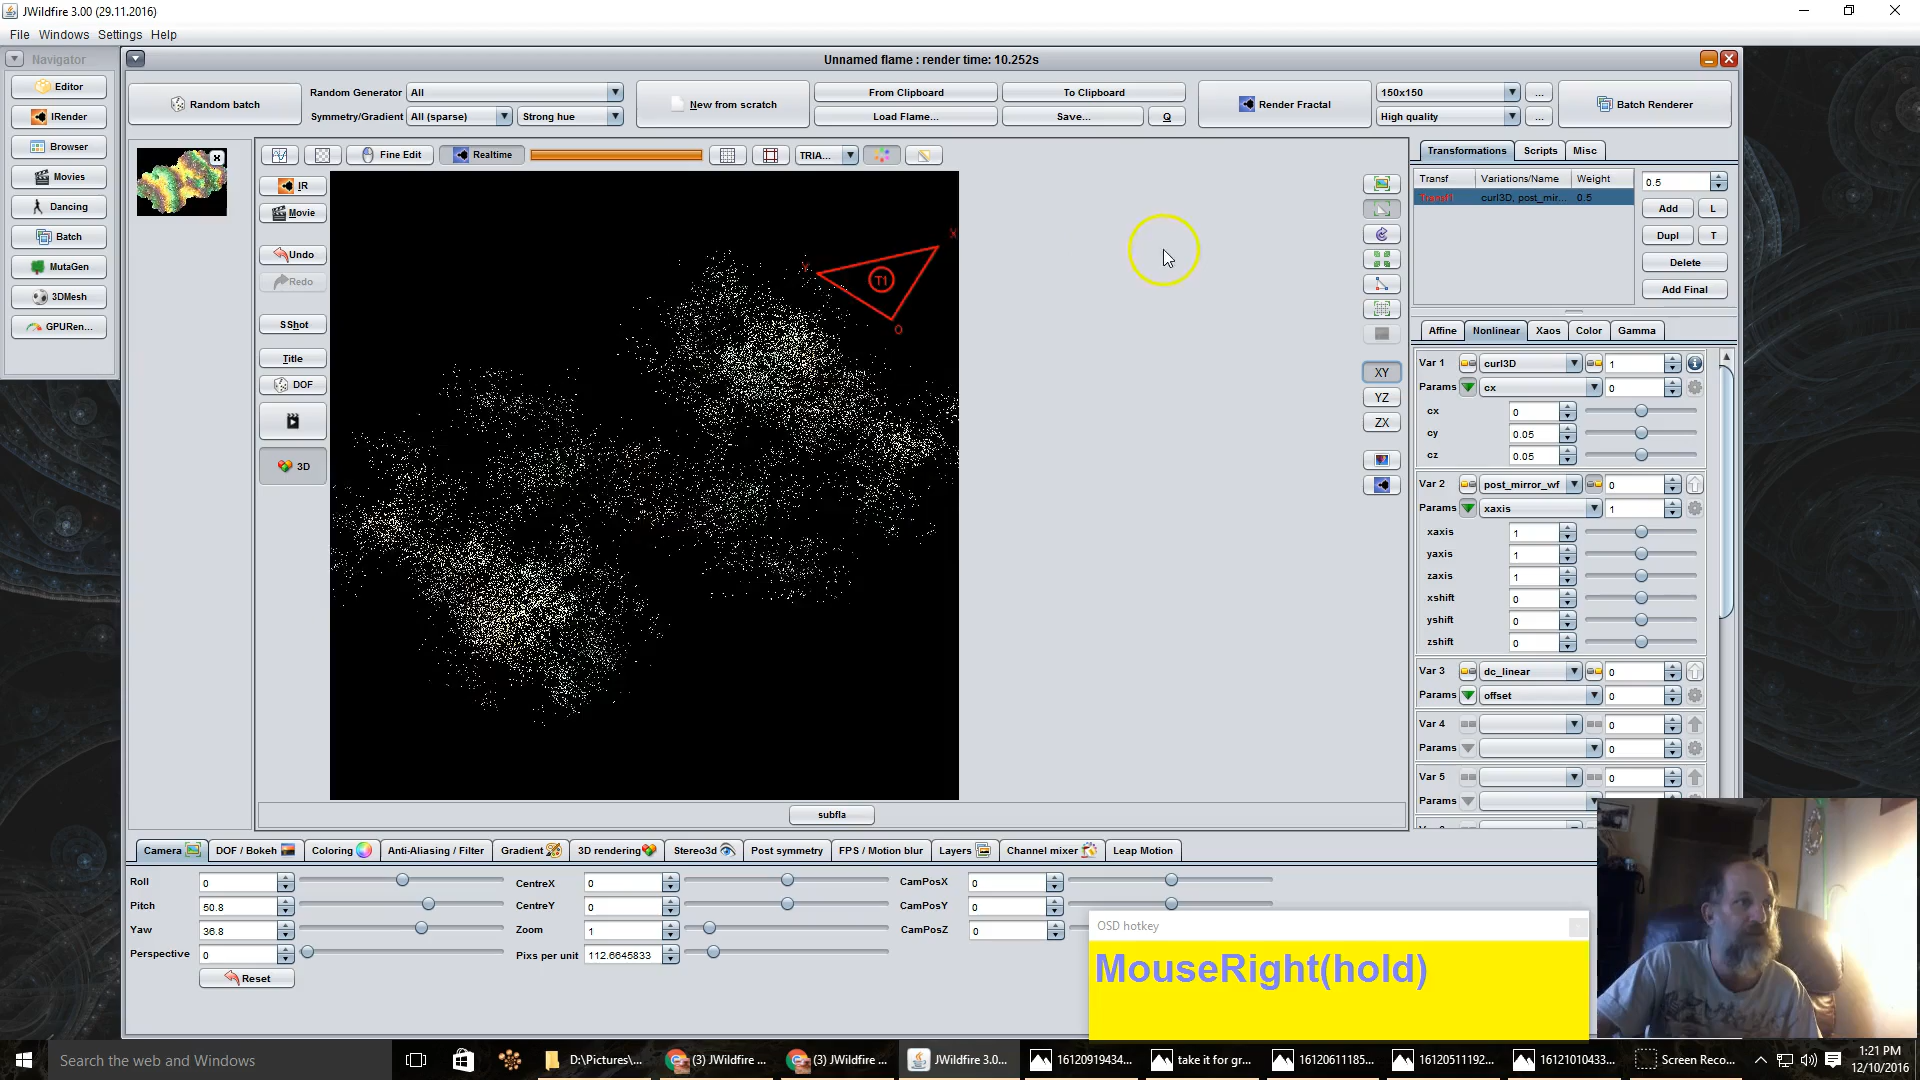 JWildfire 3.00 (29.11.2016)
File Windows Settings Help
Navigator
Unnamed flame : render time: 10.252s
Editor
IRender
Browser
Movies
Dancing
Batch
MutaGen
3DMesh
GPURen...
Random batch
Random Generator All
Symmetry/Gradient All (sparse) Strong hue
New from scratch
From Clipboard
To Clipboard
Load Flame...
Save...
Q
Render Fractal
150x150 ...
High quality ...
Batch Renderer
Fine Edit
Realtime
TRIA...
IR
Movie
Undo
Redo
SShot
Title
DOF
3D
X
Y
T1
O
XY
YZ
ZX
subfla
Transformations Scripts Misc
Transf Variations/Name Weight
Transf1 curl3D, post_mir... 0.5
0.5
Add L
Dupl T
Delete
Add Final
Affine Nonlinear Xaos Color Gamma
Var 1 curl3D 1
Params cx 0
cx 0
cy 0.05
cz 0.05
Var 2 post_mirror_wf 0
Params xaxis 1
xaxis 1
yaxis 1
zaxis 1
xshift 0
yshift 0
zshift 0
Var 3 dc_linear 0
Params offset 0
Var 4 0
Params 0
Var 5 0
Params 0
Camera DOF / Bokeh Coloring Anti-Aliasing / Filter Gradient 3D rendering Stereo3d Post symmetry FPS / Motion blur Layers Channel mixer Leap Motion
Roll 0 CentreX 0 CamPosX 0
Pitch 50.8 CentreY 0 CamPosY 0
Yaw 36.8 Zoom 1 CamPosZ 0
Perspective 0 Pixs per unit 112.6645833
Reset
OSD hotkey
MouseRight(hold)
Search the web and Windows
D:\Pictures\...
(3) JWildfire ...
(3) JWildfire ...
JWildfire 3.0...
16120919434...
take it for gr...
16120611185...
16120511192...
16121010433...
Screen Reco...
1:21 PM
12/10/2016